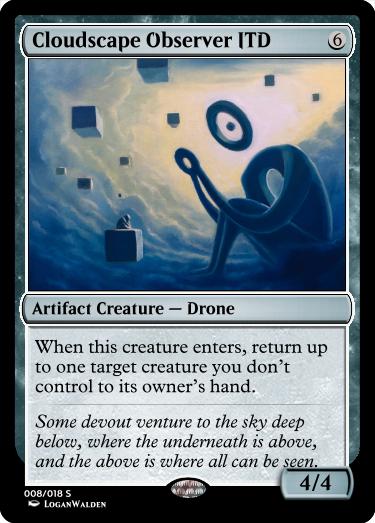 Cloudscape Observer ITD 6
Artifact Creature — Drone
When this creature enters, return up
to one target creature you don't
control to its owner's hand.
Some devout venture to the sky deep
below, where the underneath is above,
and the above is where all can be seen.
4/4
008/018 S
LoganWalden